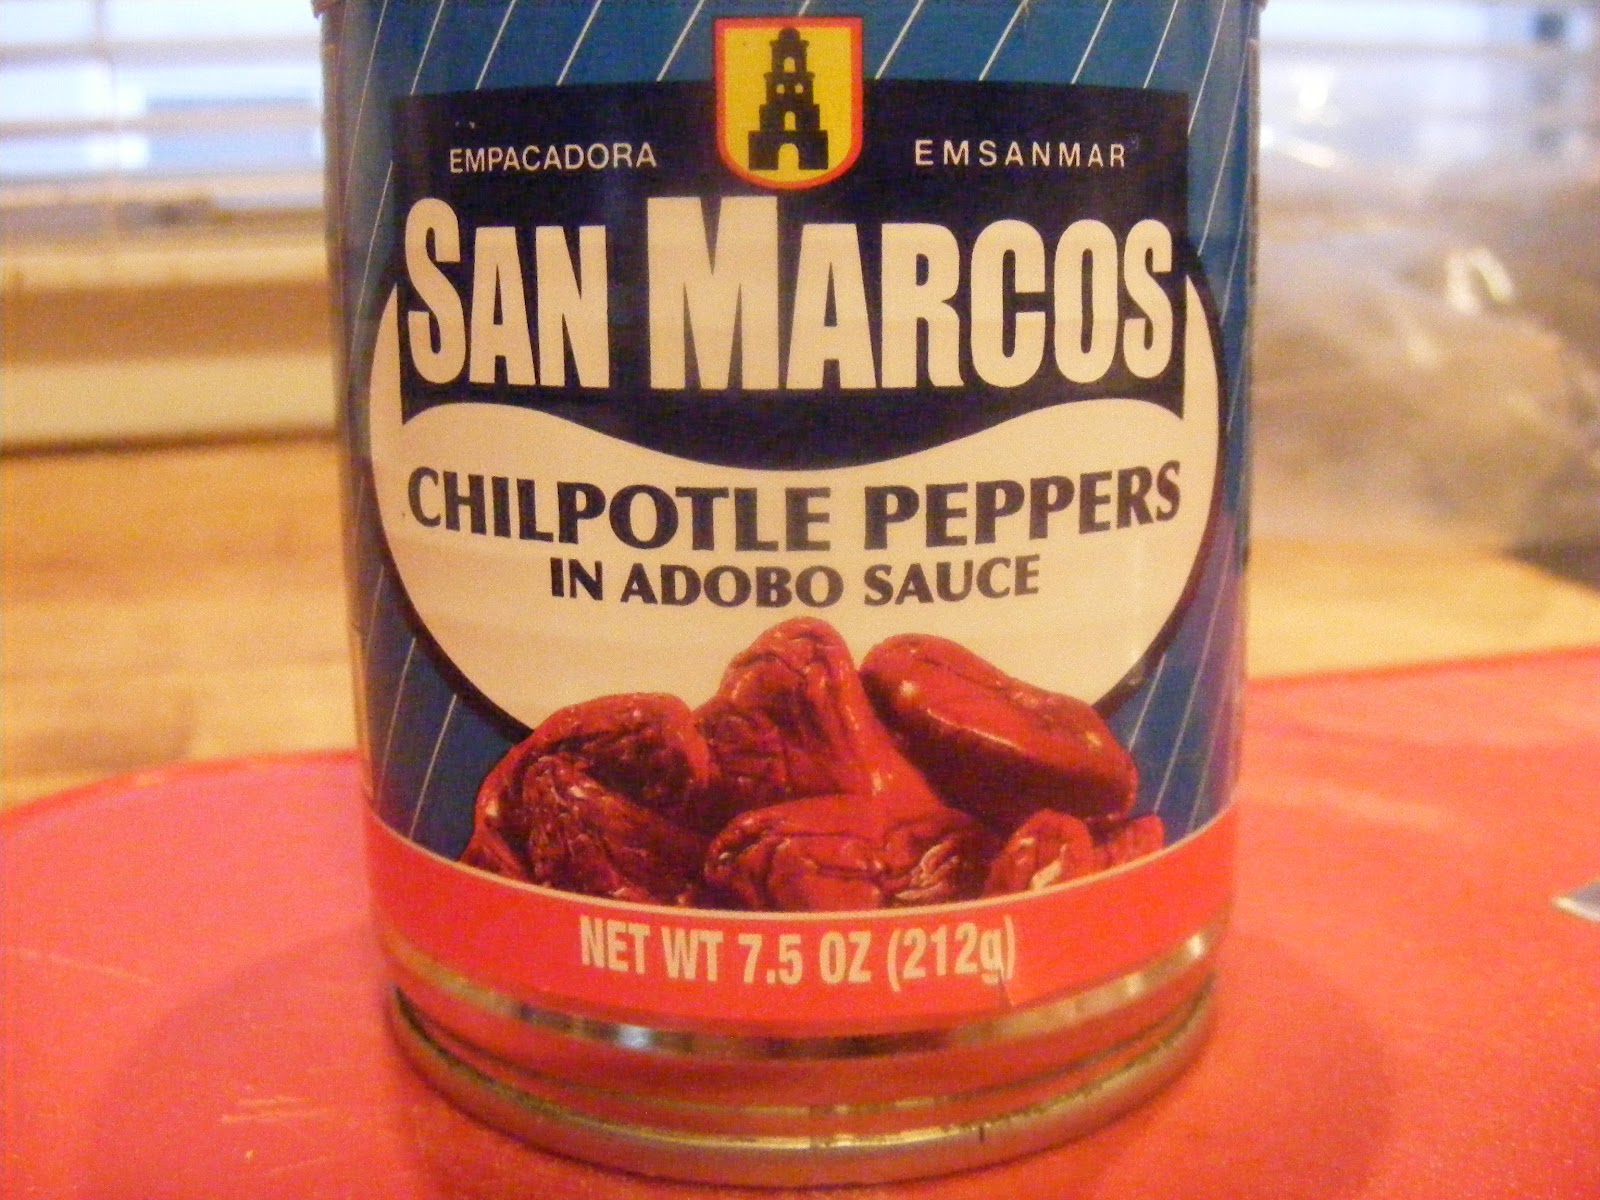 EMPACADORA EMSANMAR
SAN MARCOS
CHILPOTLE PEPPERS
IN ADOBO SAUCE
NET WT 7.5 OZ (212g)